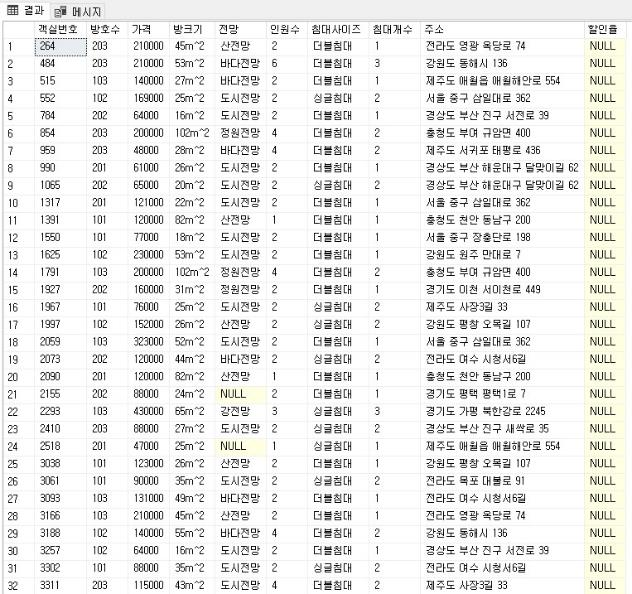 결과 메시지
객실번호 방호수 가격 방크기 전망 인원수 침대사이즈 침대개수 주소 할인율
1 264 203 210000 45m^2 산전망 2 더블침대 1 전라도 영광 옥당로 74 NULL
2 484 203 210000 53m^2 바다전망 6 더블침대 3 강원도 동해시 136 NULL
3 515 103 140000 27m^2 바다전망 2 더블침대 1 제주도 애월읍 애월해안로 554 NULL
4 552 102 169000 25m^2 도시전망 2 싱글침대 2 서울 중구 삼일대로 362 NULL
5 784 202 64000 16m^2 도시전망 2 더블침대 1 경상도 부산 진구 서전로 39 NULL
6 854 203 200000 102m^2 정원전망 4 더블침대 2 충청도 부여 규암면 400 NULL
7 959 103 48000 28m^2 바다전망 4 더블침대 2 제주도 서귀포 태평로 436 NULL
8 990 201 61000 26m^2 도시전망 2 더블침대 1 경상도 부산 해운대구 달맞이길 62 NULL
9 1065 202 65000 20m^2 도시전망 2 싱글침대 2 경상도 부산 해운대구 달맞이길 62 NULL
10 1317 201 121000 22m^2 도시전망 2 더블침대 1 서울 중구 삼일대로 362 NULL
11 1391 101 120000 82m^2 산전망 1 더블침대 1 충청도 천안 동남구 200 NULL
12 1550 101 77000 18m^2 도시전망 2 더블침대 1 서울 중구 장충단로 198 NULL
13 1625 102 230000 53m^2 도시전망 2 더블침대 1 강원도 원주 만대로 7 NULL
14 1791 103 200000 102m^2 정원전망 4 더블침대 2 충청도 부여 규암면 400 NULL
15 1927 202 160000 31m^2 정원전망 2 더블침대 1 경기도 이천 서이천로 449 NULL
16 1967 101 76000 25m^2 도시전망 2 싱글침대 2 제주도 사장3길 33 NULL
17 1997 102 152000 26m^2 산전망 2 싱글침대 2 강원도 평창 오목길 107 NULL
18 2059 103 323000 52m^2 도시전망 2 더블침대 1 서울 중구 삼일대로 362 NULL
19 2073 202 120000 44m^2 바다전망 2 싱글침대 2 전라도 여수 시청서6길 NULL
20 2090 201 120000 82m^2 산전망 1 더블침대 1 충청도 천안 동남구 200 NULL
21 2155 202 88000 24m^2 NULL 2 더블침대 1 경기도 평택 평택1로 7 NULL
22 2293 103 430000 65m^2 강전망 3 싱글침대 3 경기도 가평 북한강로 2245 NULL
23 2410 203 88000 27m^2 도시전망 2 싱글침대 2 경상도 부산 진구 새싹로 35 NULL
24 2518 201 47000 25m^2 NULL 1 싱글침대 1 제주도 애월읍 애월해안로 554 NULL
25 3038 101 123000 26m^2 산전망 2 더블침대 1 강원도 평창 오목길 107 NULL
26 3061 101 90000 35m^2 도시전망 2 싱글침대 2 전라도 목포 대불로 91 NULL
27 3093 103 131000 49m^2 바다전망 2 더블침대 1 전라도 여수 시청서6길 NULL
28 3166 103 210000 45m^2 산전망 2 더블침대 1 전라도 영광 옥당로 74 NULL
29 3188 102 140000 55m^2 바다전망 4 더블침대 2 강원도 동해시 136 NULL
30 3257 102 64000 16m^2 도시전망 2 더블침대 1 경상도 부산 진구 서전로 39 NULL
31 3302 101 88000 35m^2 도시전망 2 싱글침대 2 전라도 여수 시청서6길 NULL
32 3311 203 115000 43m^2 도시전망 4 더블침대 2 제주도 사장3길 33 NULL